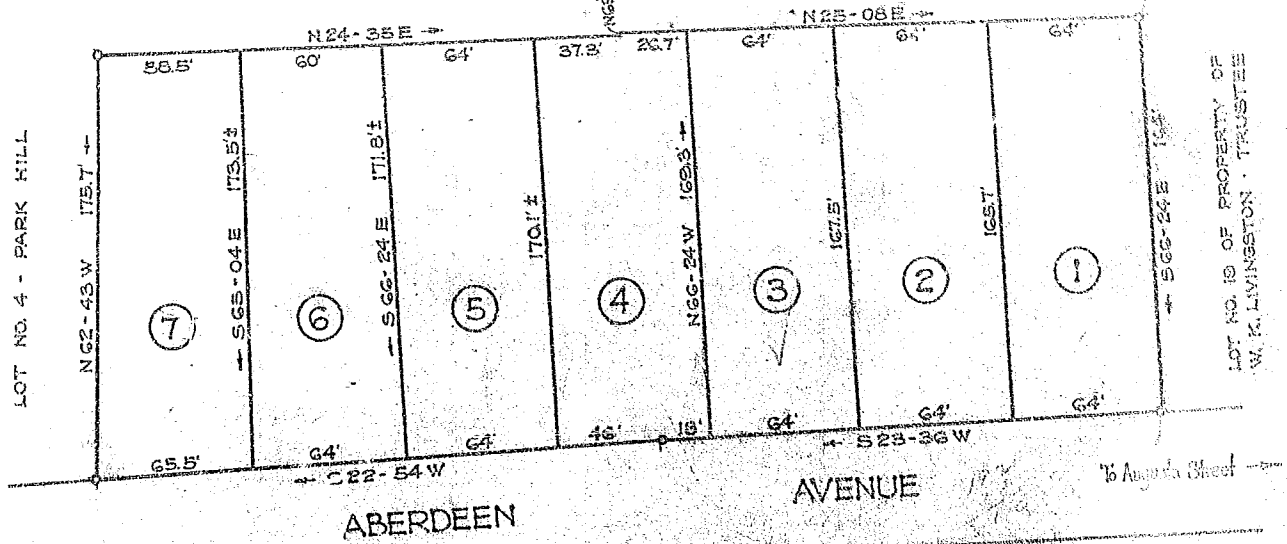 N24-35E
N25-08E
58.5'
60'
64'
37.3'
26.7'
64'
64'
64'
LOT NO. 4 - PARK HILL
N62-43W 175.7'
S65-04E 173.5'±
S66-24E 171.8'±
170.1'±
N66-24W 169.3'
167.5'
165.7'
S66-24E 164'
LOT NO. 19 OF PROPERTY OF
W. K. LIVINGSTON - TRUSTEE
7
6
5
4
3
2
1
65.5'
64'
64'
46'
18'
64'
64'
64'
S22-54W
S23-36W
ABERDEEN
AVENUE
To Augusta Street